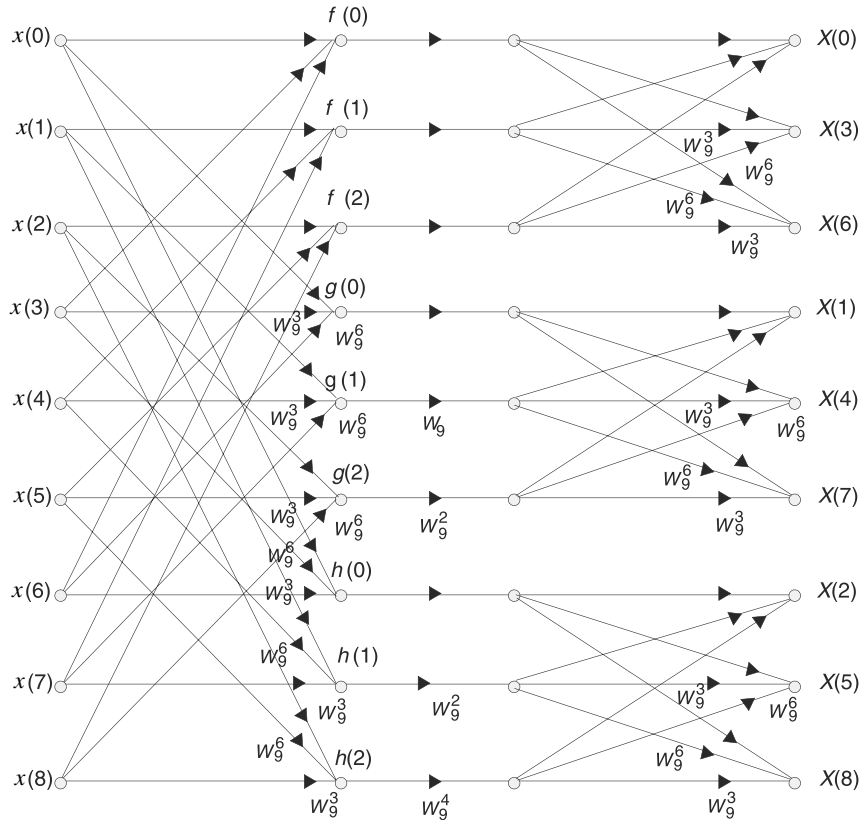 f (0)
x(0) X(0)
f (1)
x(1) X(3)
W₉³
W₉⁶
f (2)
W₉⁶
x(2) X(6)
W₉³
g(0)
x(3) X(1)
W₉³
W₉⁶
g(1)
x(4) X(4)
W₉³ W₉⁶ W₉ W₉³ W₉⁶
g(2)
W₉⁶
x(5) X(7)
W₉³ W₉⁶ W₉² W₉³
W₉⁶
h(0)
x(6) W₉³ X(2)
W₉⁶ h(1)
x(7) X(5)
W₉³ W₉² W₉³ W₉⁶
W₉⁶ h(2) W₉⁶
x(8) X(8)
W₉³ W₉⁴ W₉³